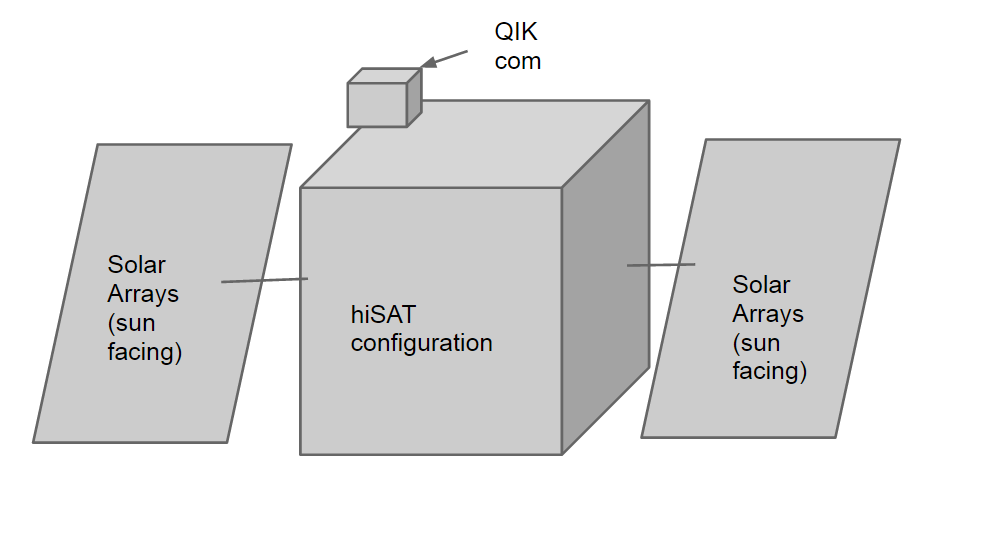 QIK
com
Solar
Arrays
(sun
facing)
hiSAT
configuration
Solar
Arrays
(sun
facing)